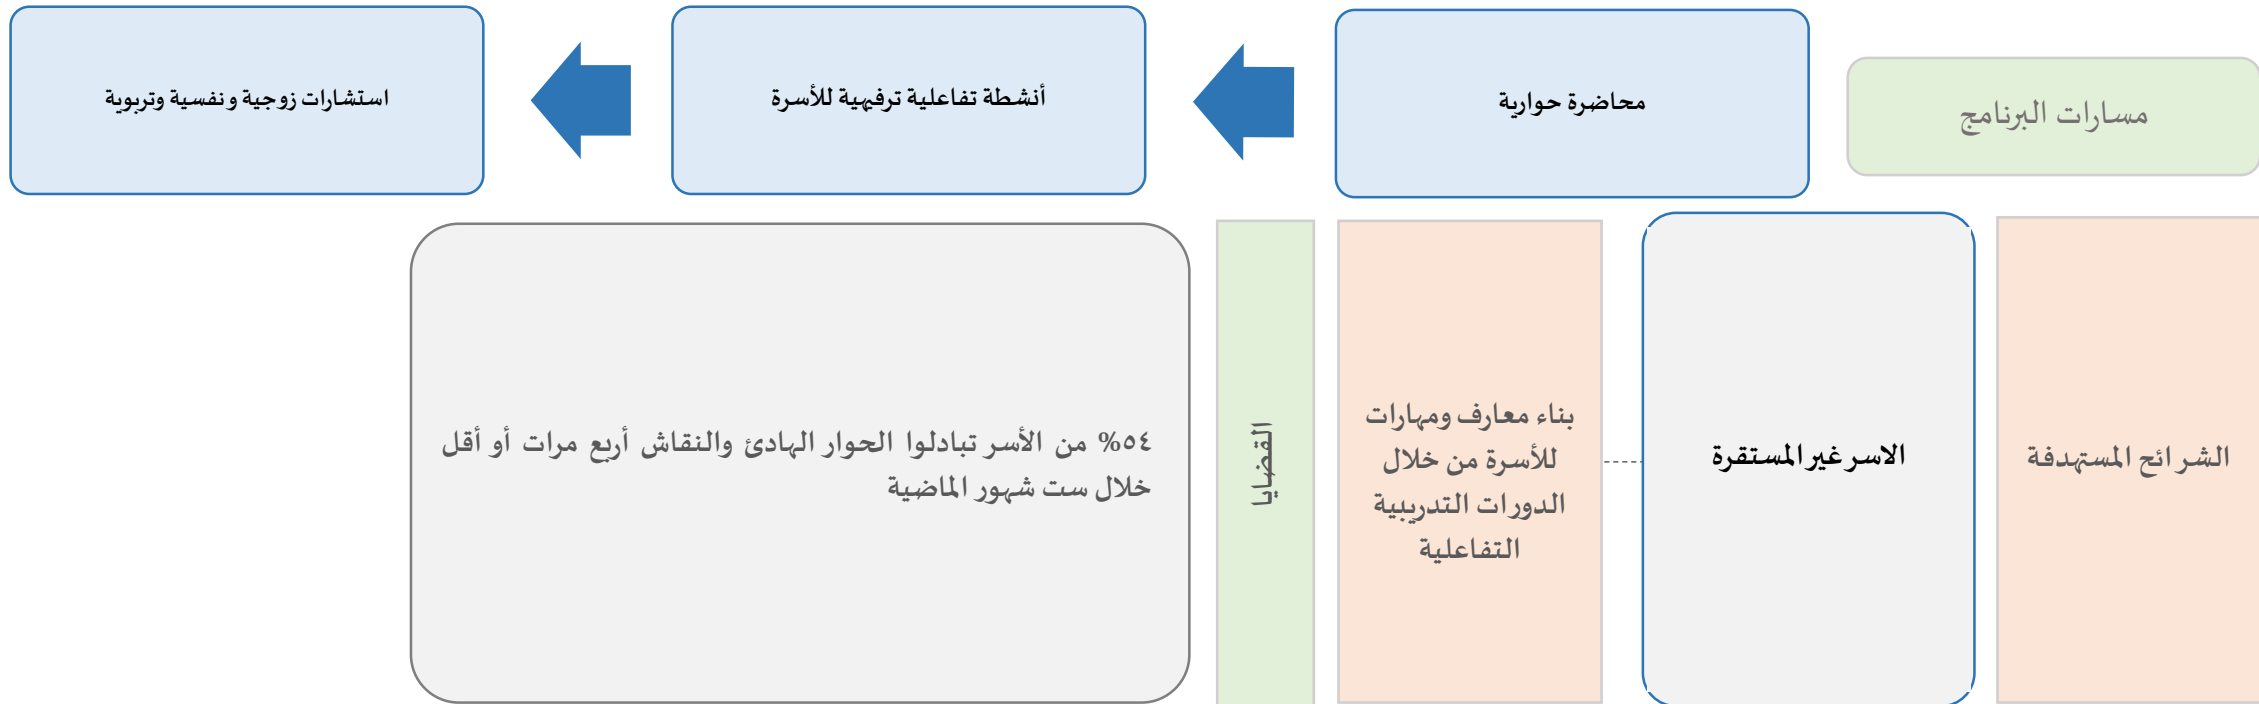 مسارات البرنامج
محاضرة حوارية
أنشطة تفاعلية ترفيهية للأسرة
استشارات زوجية ونفسية وتربوية
الشرائح المستهدفة
الاسر غير المستقرة
بناء معارف ومهارات
للأسرة من خلال
الدورات التدريبية
التفاعلية
القضايا
٥٤% من الأسر تبادلوا الحوار الهادئ والنقاش أربع مرات أو أقل
خلال ست شهور الماضية